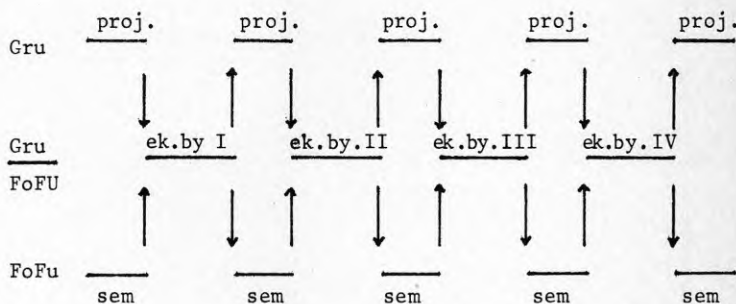 proj. proj. proj. proj. proj.
Gru
Gru ek.by I ek.by.II ek.by.III ek.by.IV
FoFU
FoFu
sem sem sem sem sem